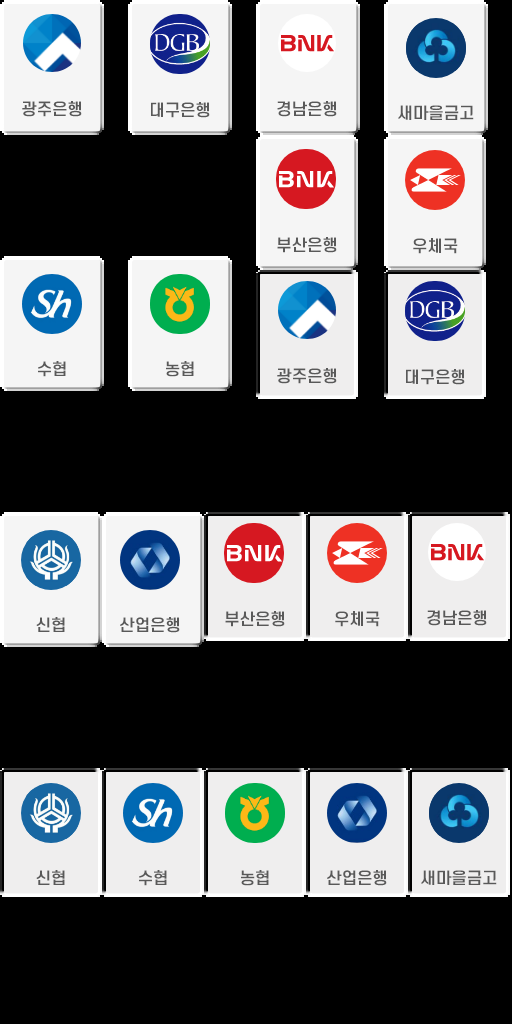 DGB
BNK
광주은행
대구은행
경남은행
새마을금고
BNK
부산은행
우체국
Sh
DGB
수협
농협
광주은행
대구은행
BNK
BNK
신협
산업은행
부산은행
우체국
경남은행
Sh
신협
수협
농협
산업은행
새마을금고